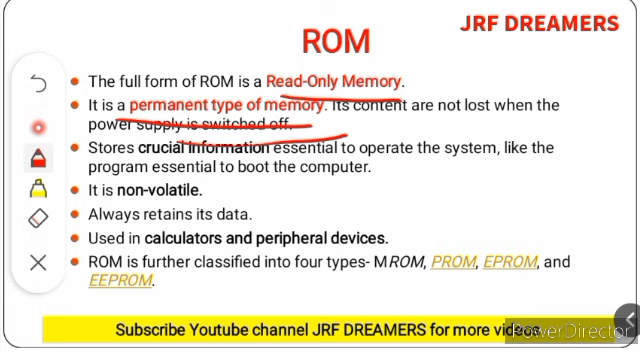 JRF DREAMERS
ROM
The full form of ROM is a Read-Only Memory.
It is a permanent type of memory. Its content are not lost when the
power supply is switched off.
Stores crucial information essential to operate the system, like the
program essential to boot the computer.
It is non-volatile.
Always retains its data.
Used in calculators and peripheral devices.
ROM is further classified into four types- MROM, PROM, EPROM, and
EEPROM.
Subscribe Youtube channel JRF DREAMERS for more videos
PowerDirector